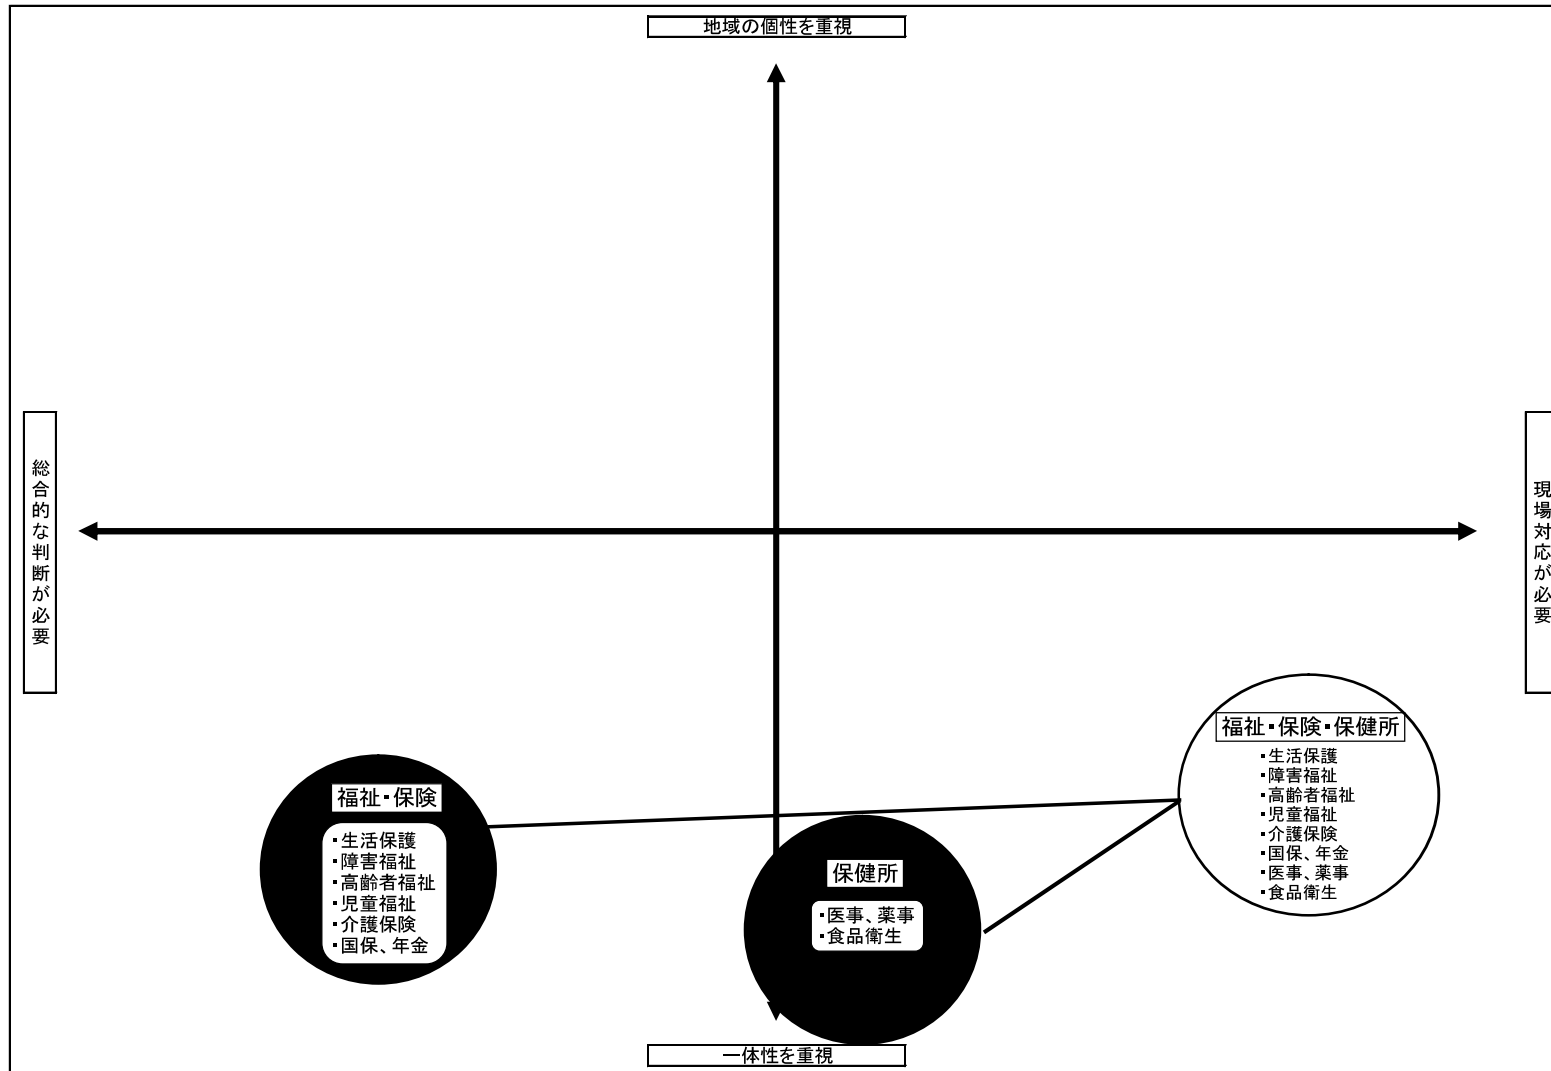 地域の個性を重視
総合的な判断が必要
現場対応が必要
福祉・保険・保健所
・生活保護
・障害福祉
・高齢者福祉
・児童福祉
・介護保険
・国保、年金
・医事、薬事
・食品衛生
福祉・保険
・生活保護
・障害福祉
・高齢者福祉
・児童福祉
・介護保険
・国保、年金
保健所
・医事、薬事
・食品衛生
一体性を重視